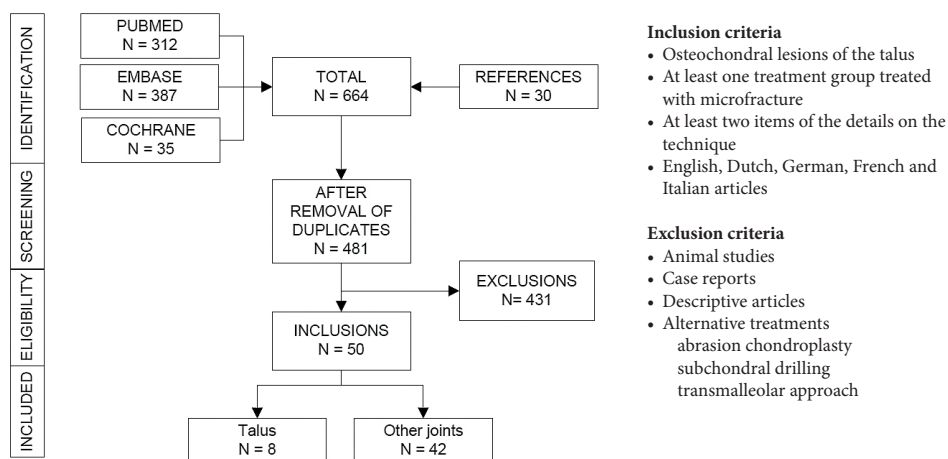 IDENTIFICATION
SCREENING
ELIGIBILITY
INCLUDED
PUBMED
N = 312
EMBASE
N = 387
COCHRANE
N = 35
TOTAL
N = 664
REFERENCES
N = 30
AFTER
REMOVAL OF
DUPLICATES
N = 481
EXCLUSIONS
N= 431
INCLUSIONS
N = 50
Talus
N = 8
Other joints
N = 42
Inclusion criteria
• Osteochondral lesions of the talus
• At least one treatment group treated
with microfracture
• At least two items of the details on the
technique
• English, Dutch, German, French and
Italian articles
Exclusion criteria
• Animal studies
• Case reports
• Descriptive articles
• Alternative treatments
abrasion chondroplasty
subchondral drilling
transmalleolar approach